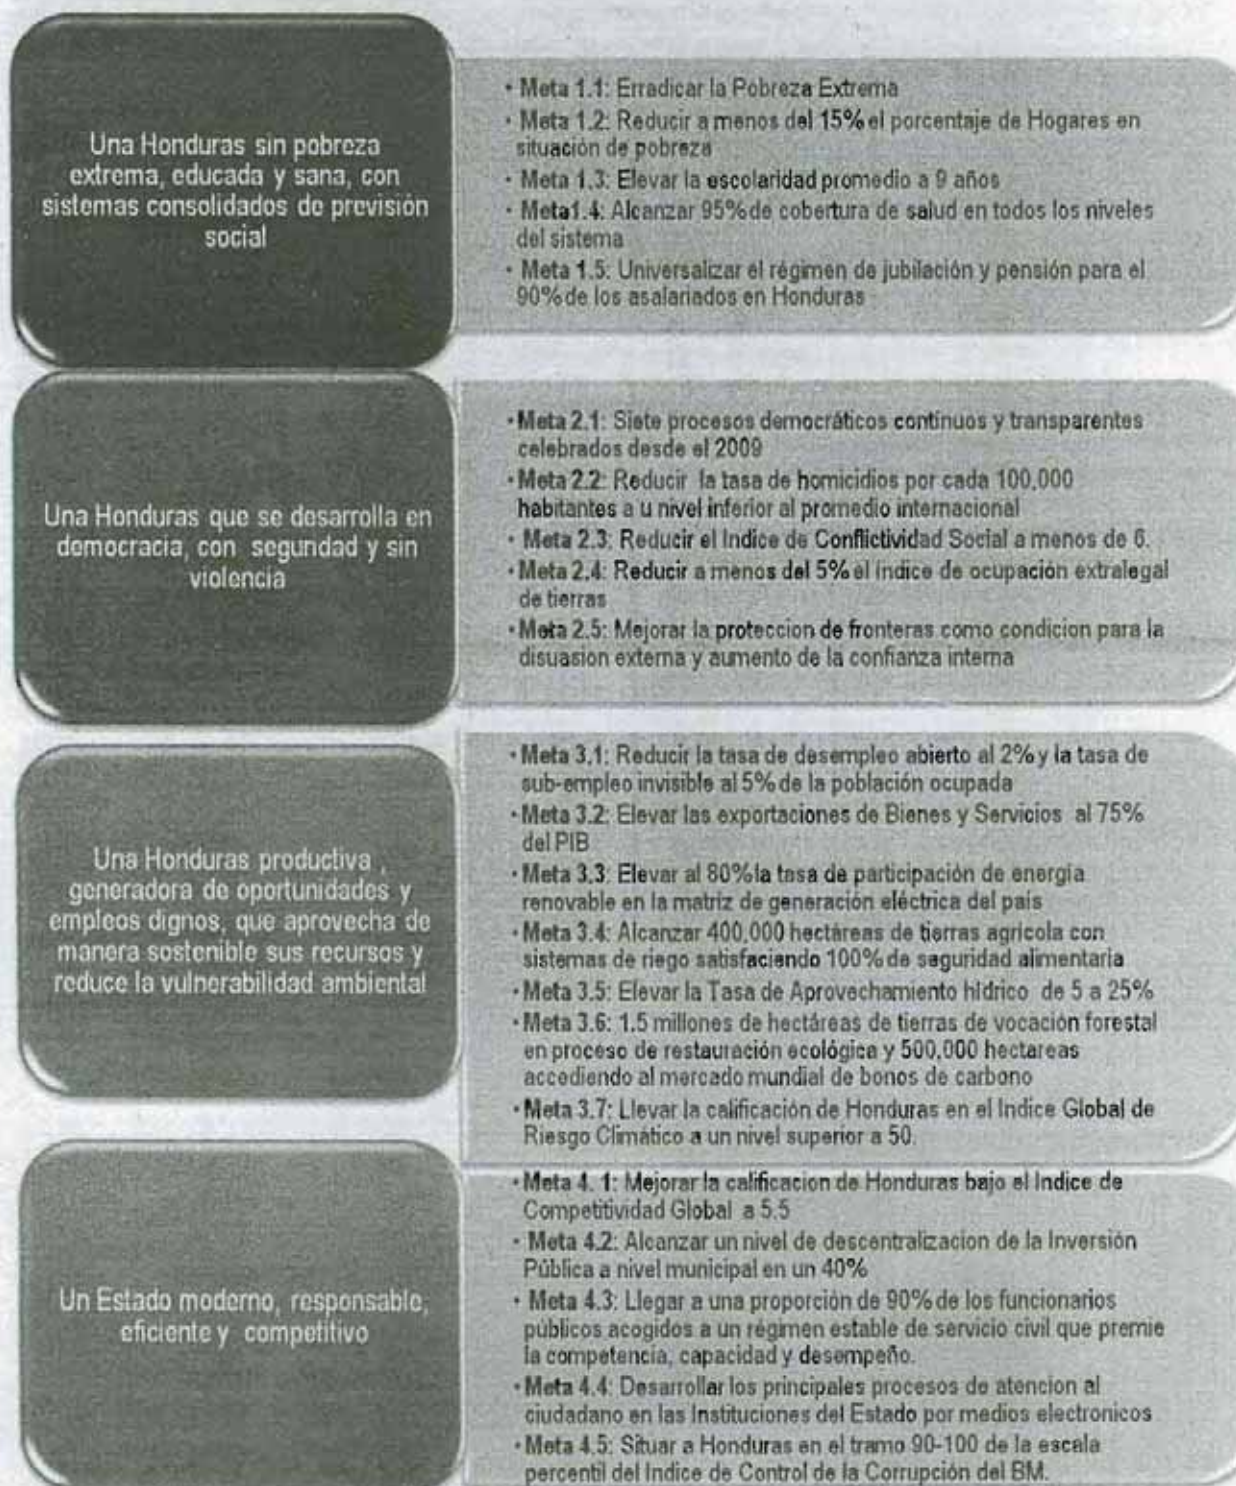 Una Honduras sin pobreza
extrema, educada y sana, con
sistemas consolidados de previsión
social
• Meta 1.1: Erradicar la Pobreza Extrema
• Meta 1.2: Reducir a menos del 15% el porcentaje de Hogares en
situación de pobreza
• Meta 1.3: Elevar la escolaridad promedio a 9 años
• Meta1.4: Alcanzar 95% de cobertura de salud en todos los niveles
del sistema
• Meta 1.5: Universalizar el régimen de jubilación y pensión para el
90% de los asalariados en Honduras
Una Honduras que se desarrolla en
democracia, con seguridad y sin
violencia
• Meta 2.1: Siete procesos democráticos continuos y transparentes
celebrados desde el 2009
• Meta 2.2: Reducir la tasa de homicidios por cada 100,000
habitantes a u nivel inferior al promedio internacional
• Meta 2.3: Reducir el Indice de Conflictividad Social a menos de 6.
• Meta 2.4: Reducir a menos del 5% el índice de ocupación extralegal
de tierras
• Meta 2.5: Mejorar la proteccion de fronteras como condicion para la
disuasion externa y aumento de la confianza interna
Una Honduras productiva ,
generadora de oportunidades y
empleos dignos, que aprovecha de
manera sostenible sus recursos y
reduce la vulnerabilidad ambiental
• Meta 3.1: Reducir la tasa de desempleo abierto al 2% y la tasa de
sub-empleo invisible al 5% de la población ocupada
• Meta 3.2: Elevar las exportaciones de Bienes y Servicios al 75%
del PIB
• Meta 3.3: Elevar al 80% la tasa de participación de energía
renovable en la matriz de generación eléctrica del país
• Meta 3.4: Alcanzar 400,000 hectáreas de tierras agrícola con
sistemas de riego satisfaciendo 100% de seguridad alimentaria
• Meta 3.5: Elevar la Tasa de Aprovechamiento hídrico de 5 a 25%
• Meta 3.6: 1.5 millones de hectáreas de tierras de vocación forestal
en proceso de restauración ecológica y 500,000 hectareas
accediendo al mercado mundial de bonos de carbono
• Meta 3.7: Llevar la calificación de Honduras en el Indice Global de
Riesgo Climático a un nivel superior a 50.
Un Estado moderno, responsable,
eficiente y competitivo
• Meta 4. 1: Mejorar la calificacion de Honduras bajo el Indice de
Competitividad Global a 5.5
• Meta 4.2: Alcanzar un nivel de descentralizacion de la Inversión
Pública a nivel municipal en un 40%
• Meta 4.3: Llegar a una proporción de 90% de los funcionarios
públicos acogidos a un régimen estable de servicio civil que premie
la competencia, capacidad y desempeño.
• Meta 4.4: Desarrollar los principales procesos de atencion al
ciudadano en las Instituciones del Estado por medios electronicos
• Meta 4.5: Situar a Honduras en el tramo 90-100 de la escala
percentil del Indice de Control de la Corrupción del BM.